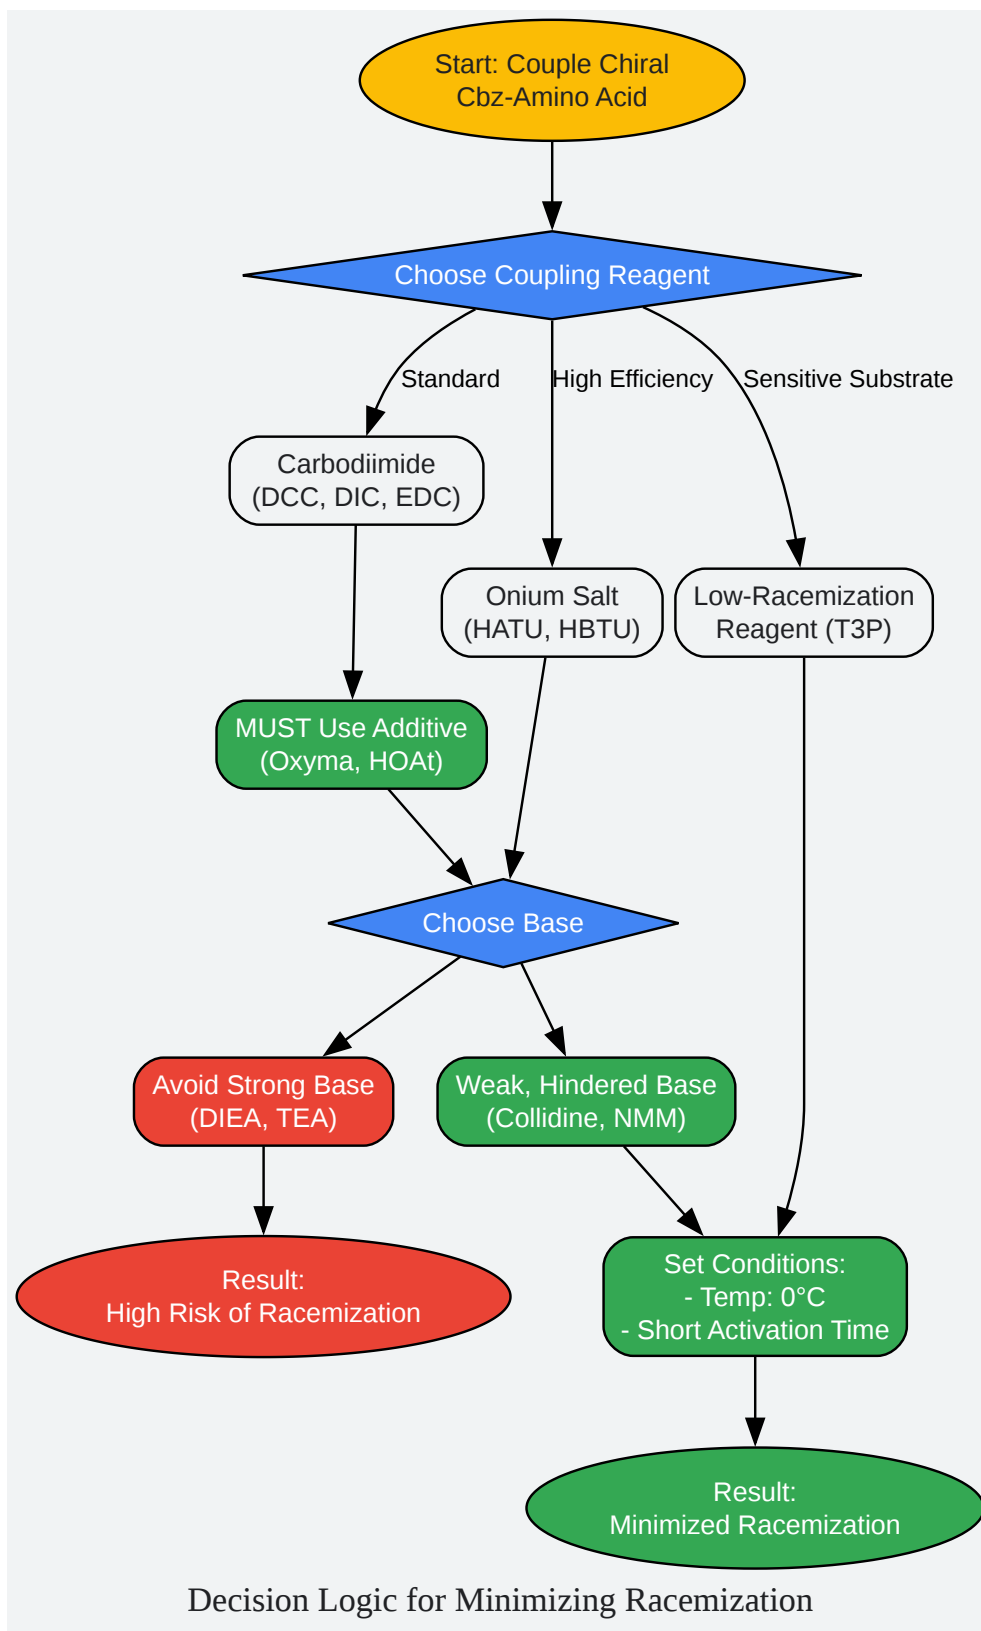 Start: Couple Chiral
Cbz-Amino Acid
Choose Coupling Reagent
Standard
High Efficiency
Sensitive Substrate
Carbodiimide
(DCC, DIC, EDC)
Onium Salt
(HATU, HBTU)
Low-Racemization
Reagent (T3P)
MUST Use Additive
(Oxyma, HOAt)
Choose Base
Avoid Strong Base
(DIEA, TEA)
Weak, Hindered Base
(Collidine, NMM)
Result:
High Risk of Racemization
Set Conditions:
- Temp: 0°C
- Short Activation Time
Result:
Minimized Racemization
Decision Logic for Minimizing Racemization